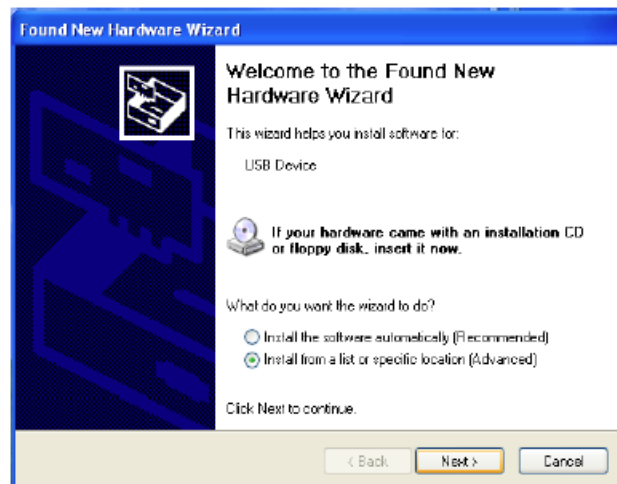 Found New Hardware Wizard
Welcome to the Found New
Hardware Wizard
This wizard helps you install software for:
USB Device
If your hardware came with an installation CD
or floppy disk, insert it now.
What do you want the wizard to do?
Install the software automatically (Recommended)
Install from a list or specific location (Advanced)
Click Next to continue.
< Back
Next >
Cancel